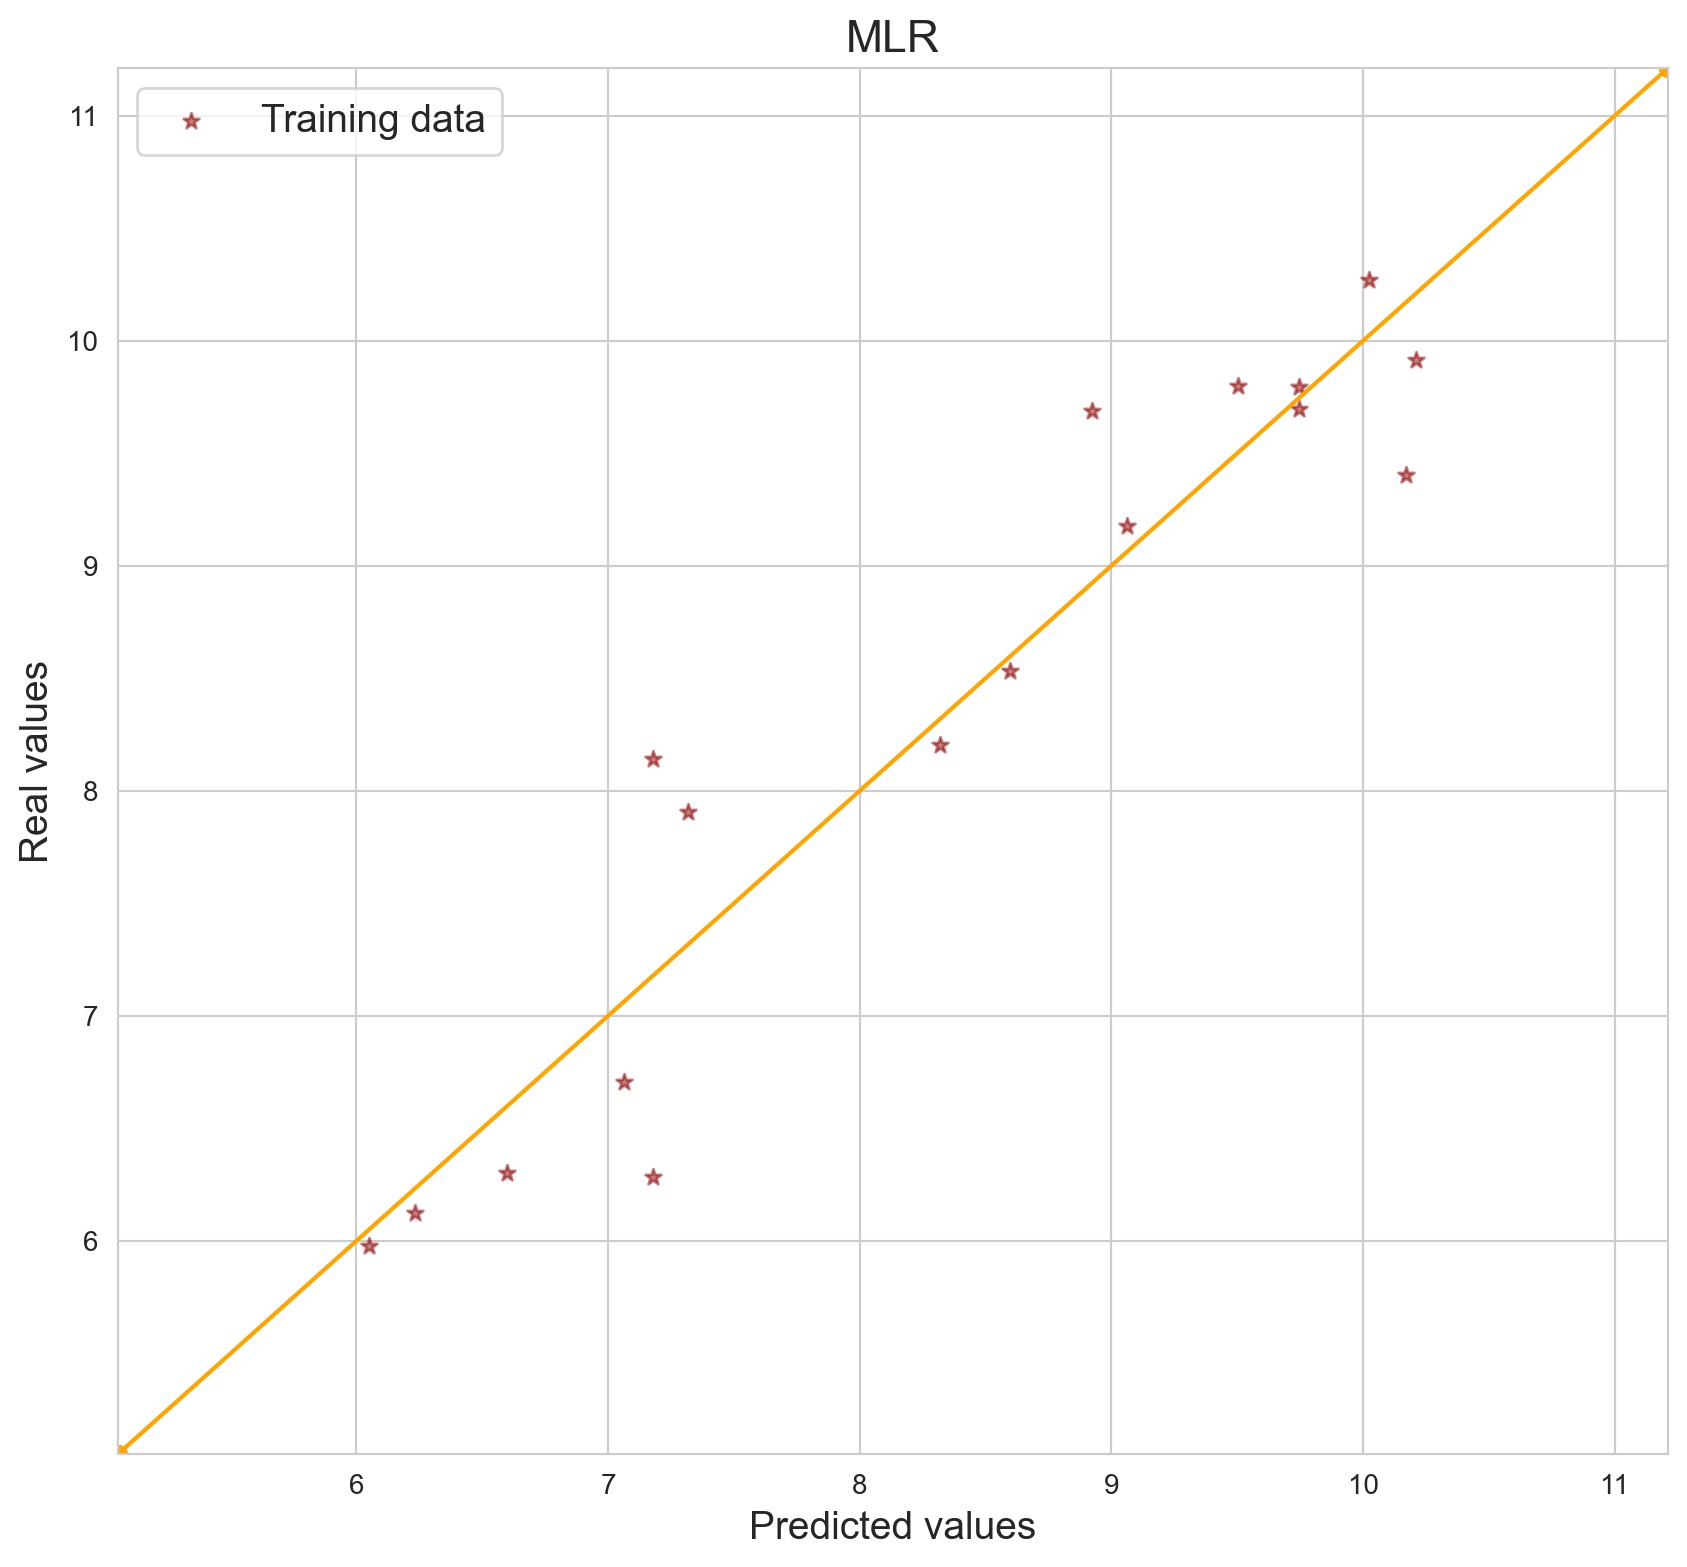 MLR
Training data
11
10
9
8
7
6
Real values
6 7 8 9 10 11
Predicted values